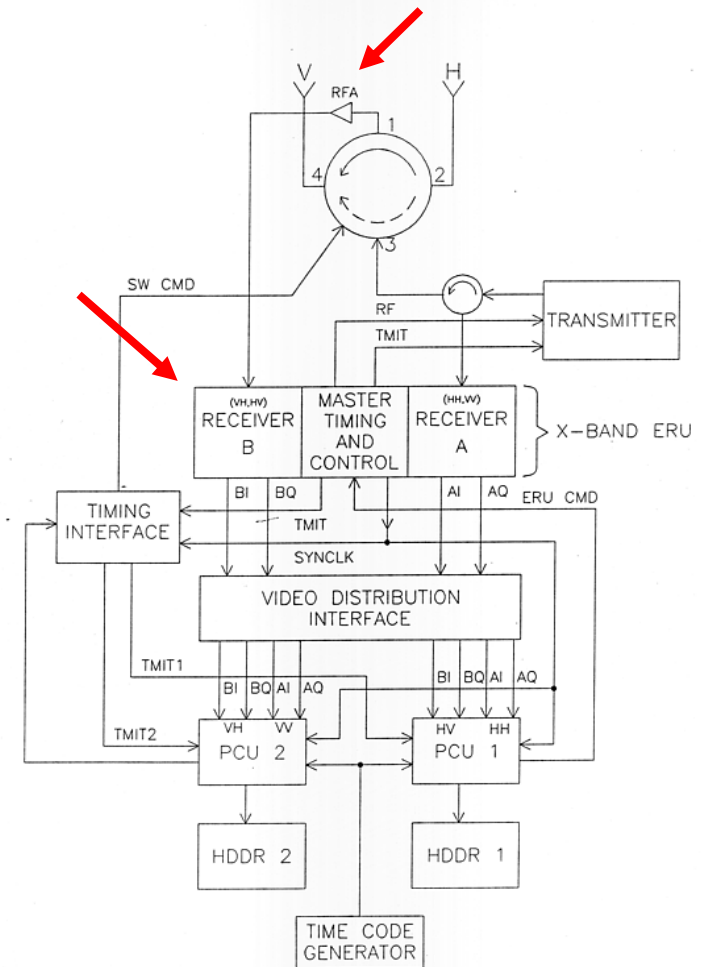 V
H
RFA
1
4
2
3
SW CMD
RF
TMIT
TRANSMITTER
(VH,HV)
RECEIVER
B
MASTER
TIMING
AND
CONTROL
(HH,VV)
RECEIVER
A
X-BAND ERU
BI
BQ
AI
AQ
ERU CMD
TIMING
INTERFACE
TMIT
SYNCLK
VIDEO DISTRIBUTION
INTERFACE
TMIT1
BI
BQ
AI
AQ
BI
BQ
AI
AQ
TMIT2
VH
VV
PCU 2
HV
HH
PCU 1
HDDR 2
HDDR 1
TIME CODE
GENERATOR